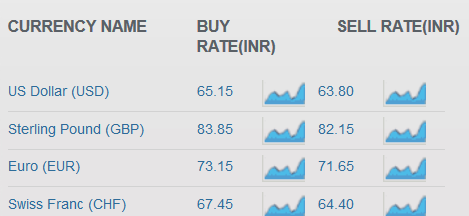 CURRENCY NAME BUY RATE(INR) SELL RATE(INR)
US Dollar (USD) 65.15 63.80
Sterling Pound (GBP) 83.85 82.15
Euro (EUR) 73.15 71.65
Swiss Franc (CHF) 67.45 64.40